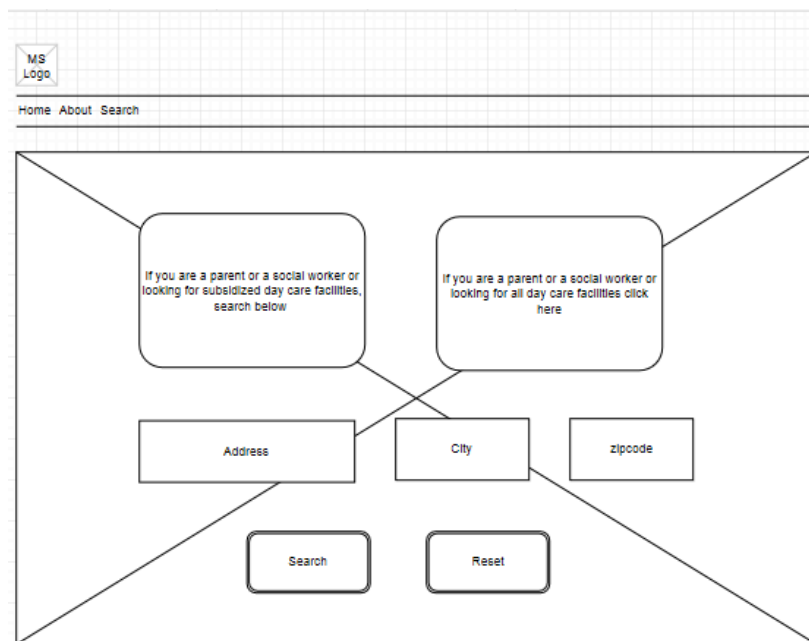 MS
Logo
Home About Search
If you are a parent or a social worker or
looking for subsidized day care facilities,
search below
If you are a parent or a social worker or
looking for all day care facilities click
here
Address
City
zipcode
Search
Reset